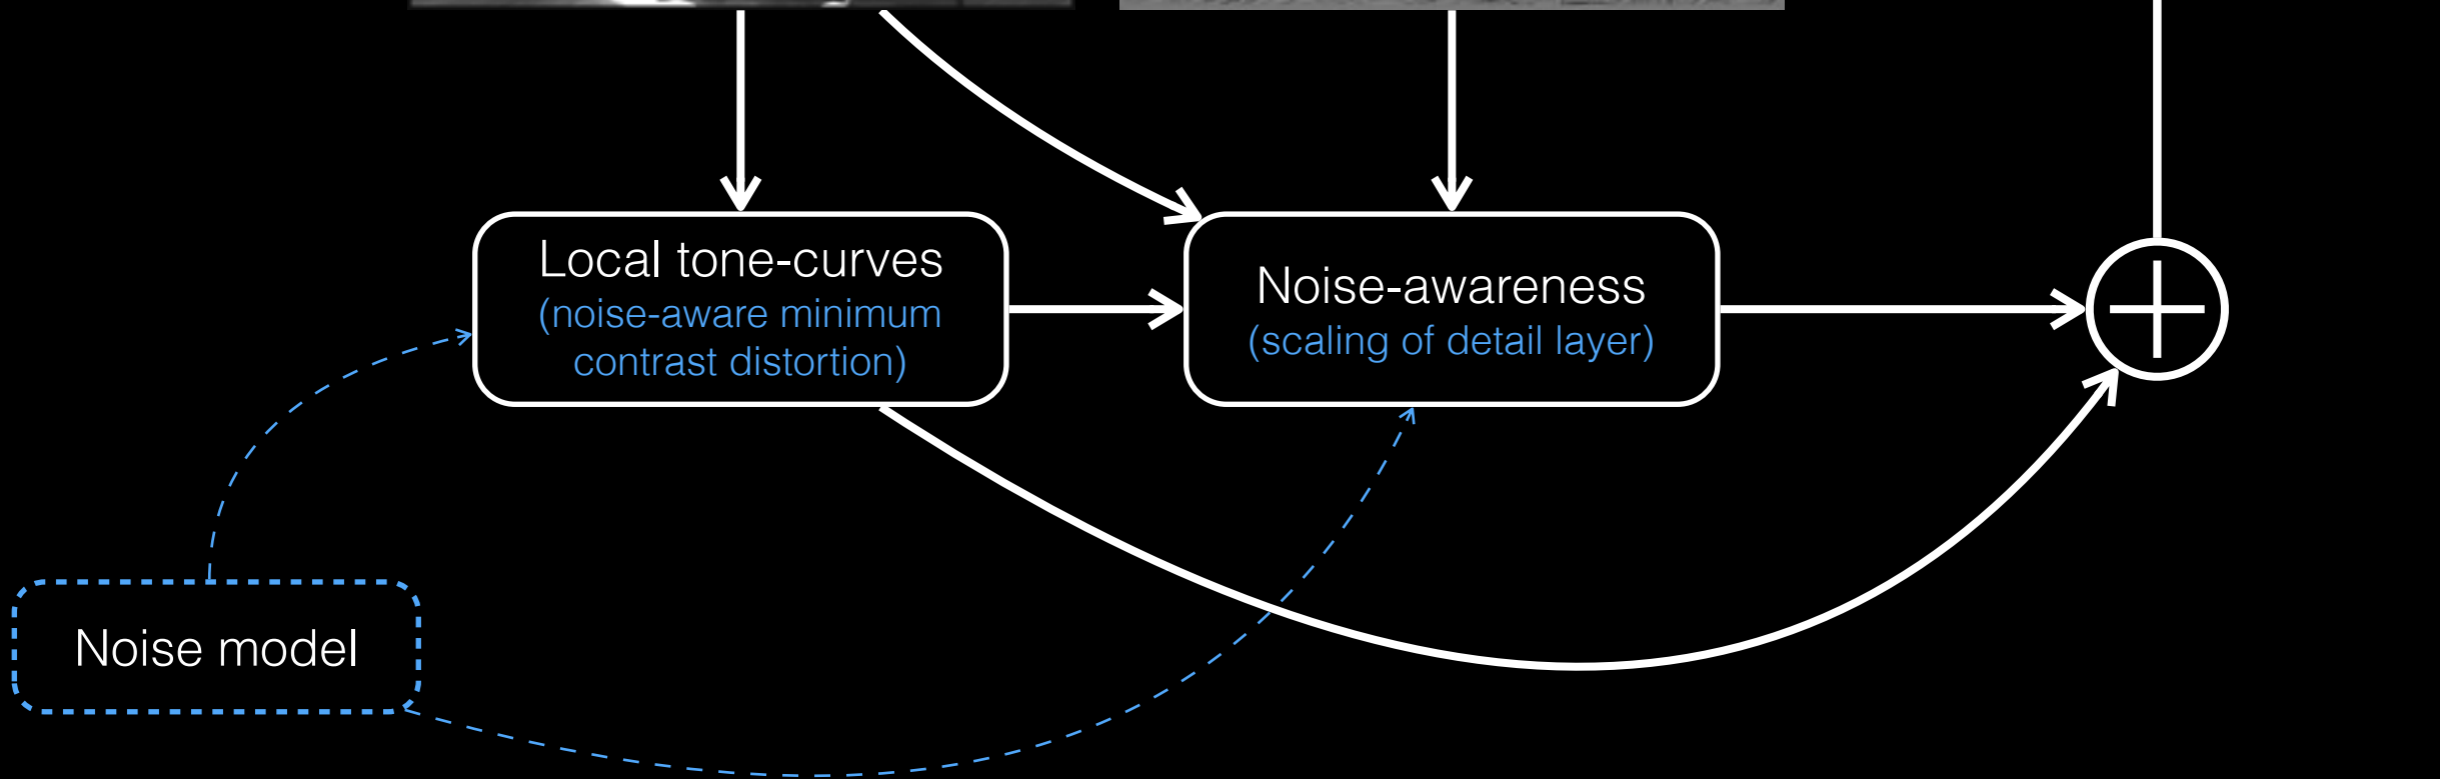 Local tone-curves
(noise-aware minimum
contrast distortion)
Noise-awareness
(scaling of detail layer)
Noise model